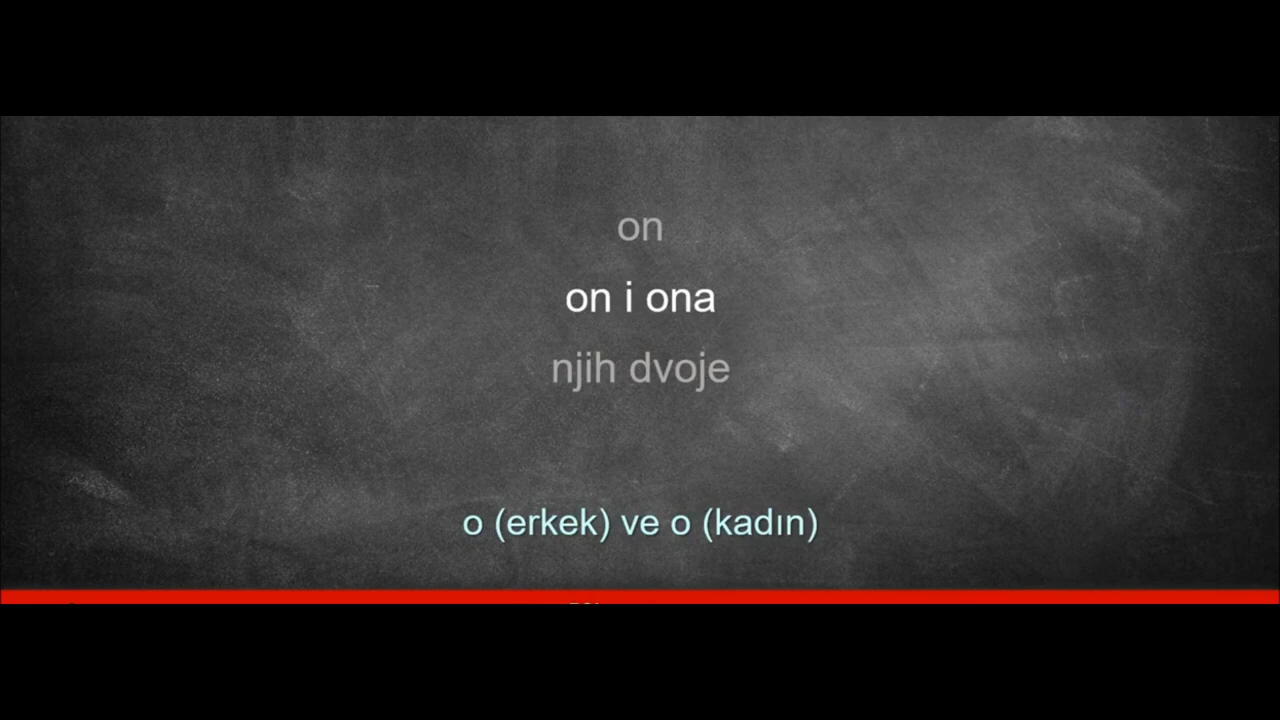 on
on i ona
njih dvoje
o (erkek) ve o (kadın)